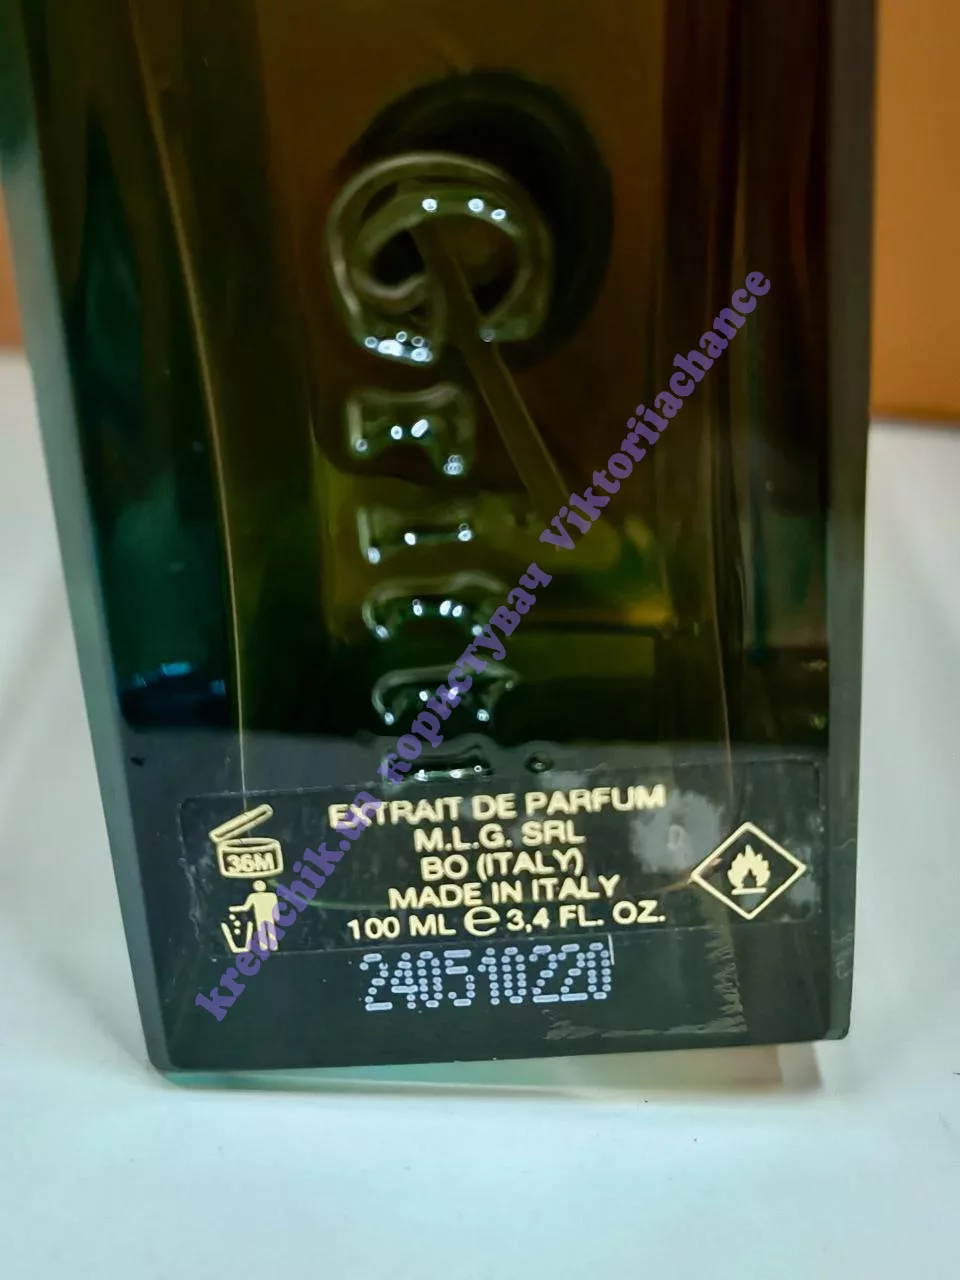 36M
EXTRAIT DE PARFUM
M.L.G. SRL
BO (ITALY)
MADE IN ITALY
100 ML ℮ 3,4 FL. OZ.
240510220
kremchik.ua користувач Viktoriiachance